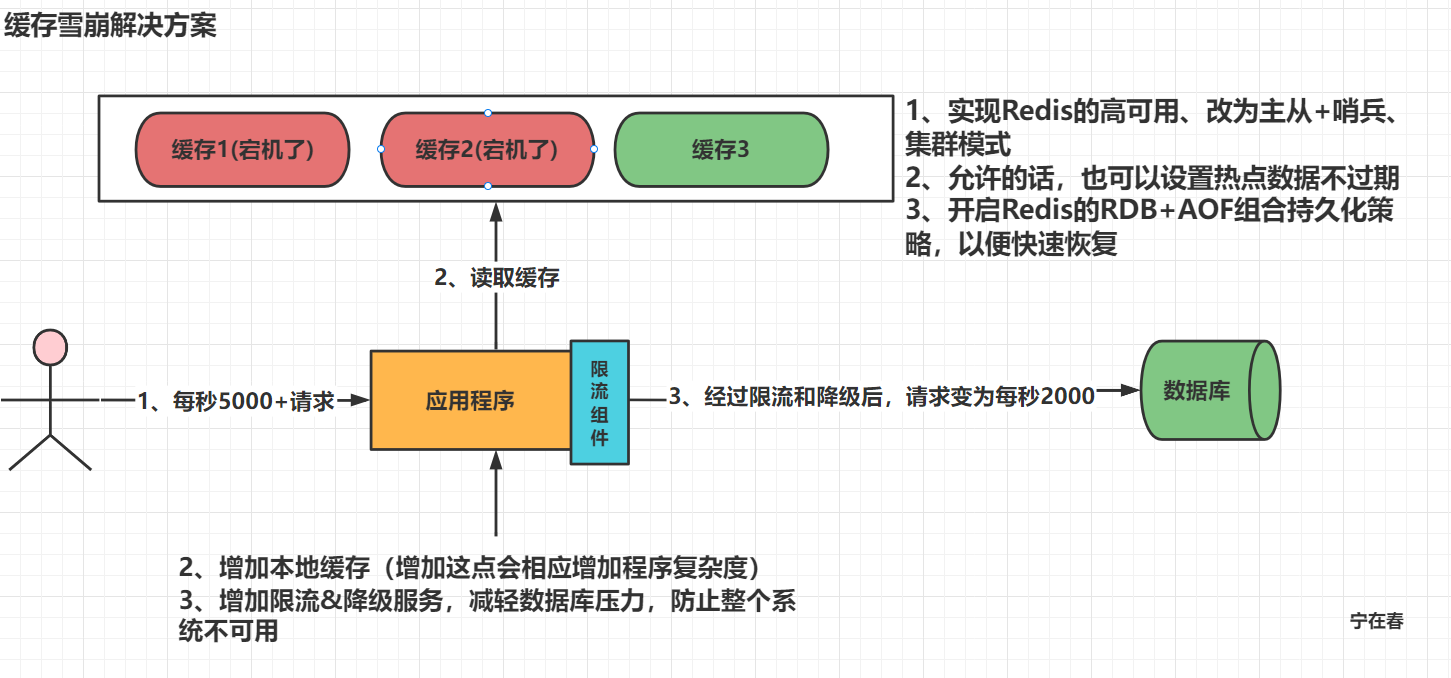 缓存雪崩解决方案
缓存1(宕机了)
缓存2(宕机了)
缓存3
1、实现Redis的高可用、改为主从+哨兵、
集群模式
2、允许的话，也可以设置热点数据不过期
3、开启Redis的RDB+AOF组合持久化策
略，以便快速恢复
2、读取缓存
1、每秒5000+请求
应用程序
限
流
组
件
3、经过限流和降级后，请求变为每秒2000
数据库
2、增加本地缓存（增加这点会相应增加程序复杂度）
3、增加限流&降级服务，减轻数据库压力，防止整个系
统不可用
宁在春